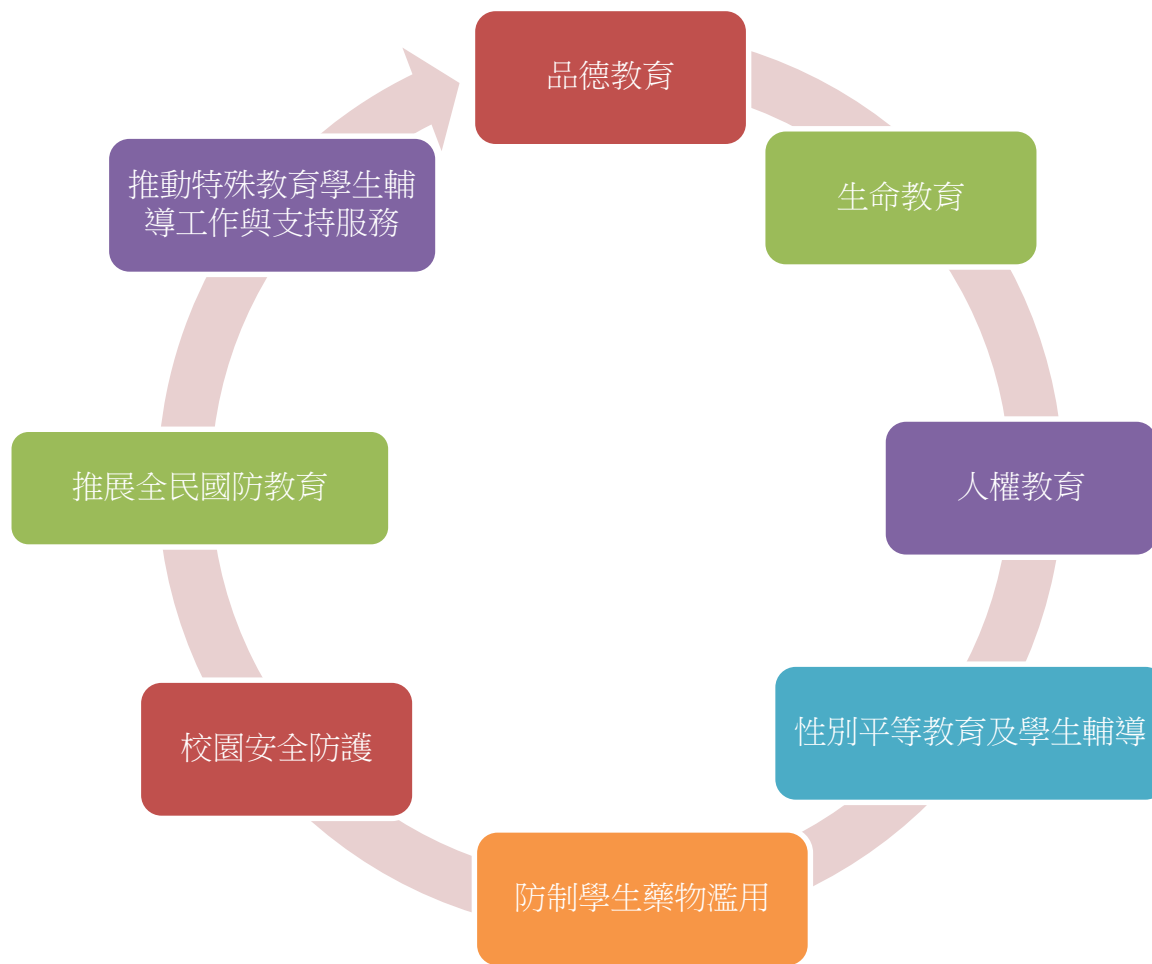 品德教育
生命教育
人權教育
性別平等教育及學生輔導
防制學生藥物濫用
校園安全防護
推展全民國防教育
推動特殊教育學生輔
導工作與支持服務